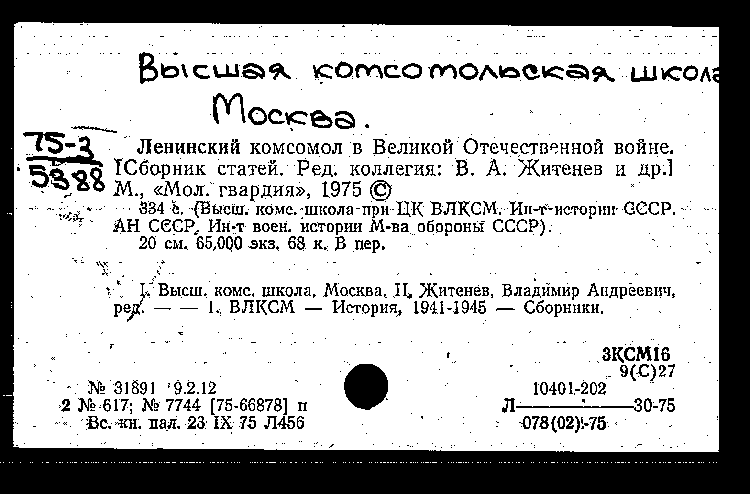 Высшая комсомольская школа
Москва.
75-3
5388
Ленинский комсомол в Великой Отечественной войне.
[Сборник статей. Ред. коллегия: В. А. Житенев и др.]
М., «Мол. гвардия», 1975 ©
334 с. (Высш. комс. школа при ЦК ВЛКСМ. Ин-т истории СССР.
АН СССР. Ин-т воен. истории М-ва обороны СССР).
20 см. 65,000 экз. 68 к. В пер.
I. Высш. комс. школа, Москва. II. Житенев, Владимир Андреевич,
ред. — — 1. ВЛКСМ — История, 1941-1945 — Сборники.
3КСМ16
9(С)27
№ 31891 9.2.12
10401-202
2 № 617; № 7744 [75-66878] п
Л——30-75
Вс. кн. пал. 23 IX 75 Л456
078(02)-75